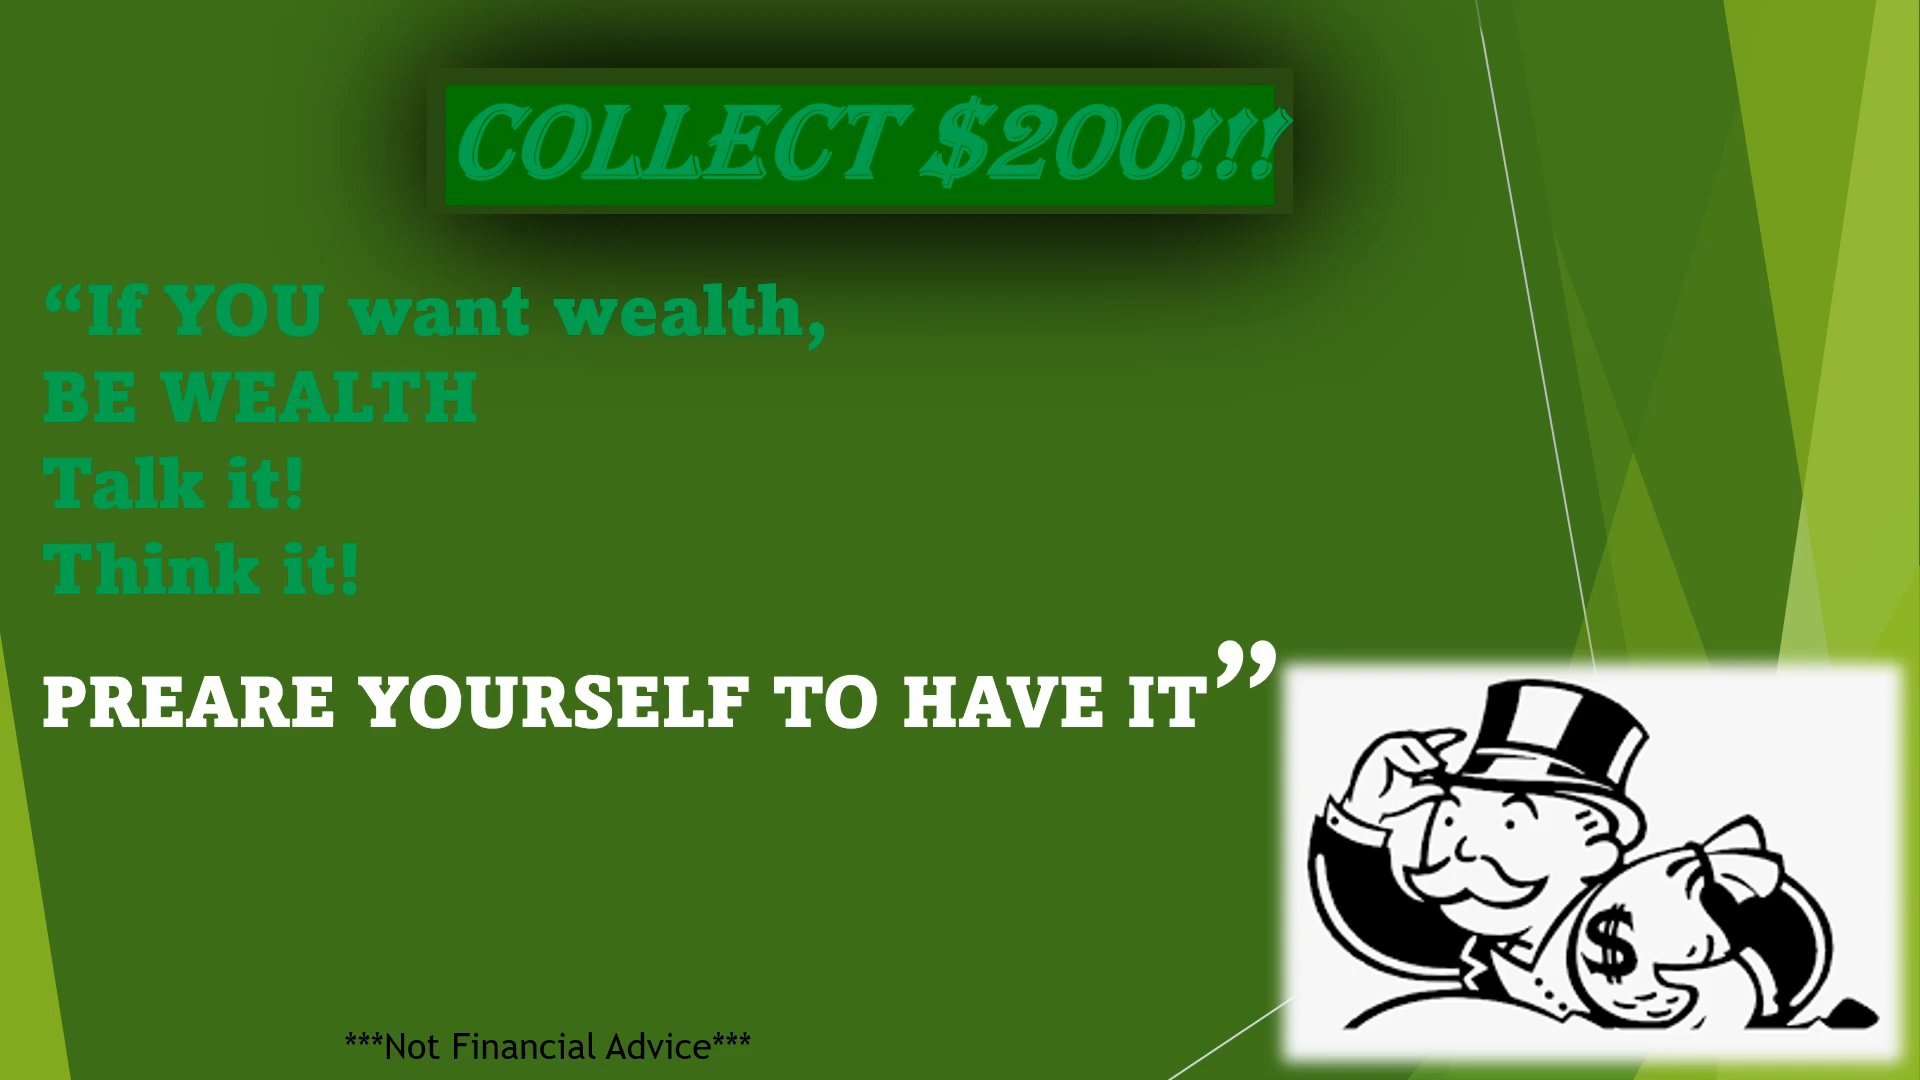 COLLECT $200!!!
“If YOU want wealth,
BE WEALTH
Talk it!
Think it!
PREARE YOURSELF TO HAVE IT”
$
***Not Financial Advice***